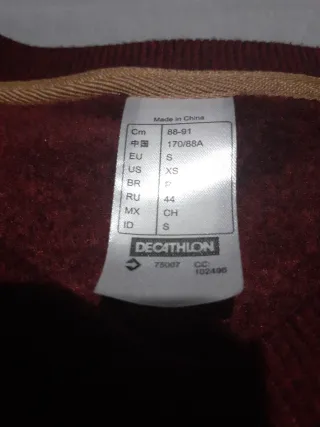 Made in China
Cm 88-91
中国 170/88A
EU S
US XS
BR P
RU 44
MX CH
ID S
DECATHLON
75007 CC: 102496